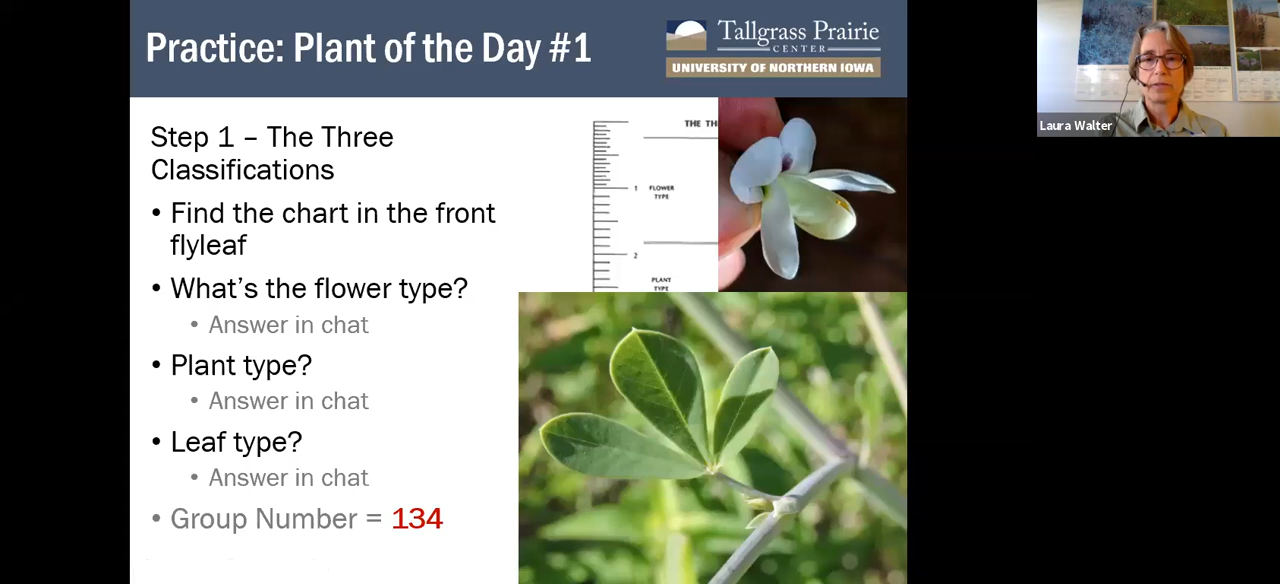 Practice: Plant of the Day #1
Tallgrass Prairie
CENTER
UNIVERSITY OF NORTHERN IOWA
Laura Walter
Step 1 – The Three
Classifications
• Find the chart in the front
flyleaf
• What's the flower type?
• Answer in chat
• Plant type?
• Answer in chat
• Leaf type?
• Answer in chat
• Group Number = 134
THE TH
1
FLOWER
TYPE
2
PLANT
TYPE